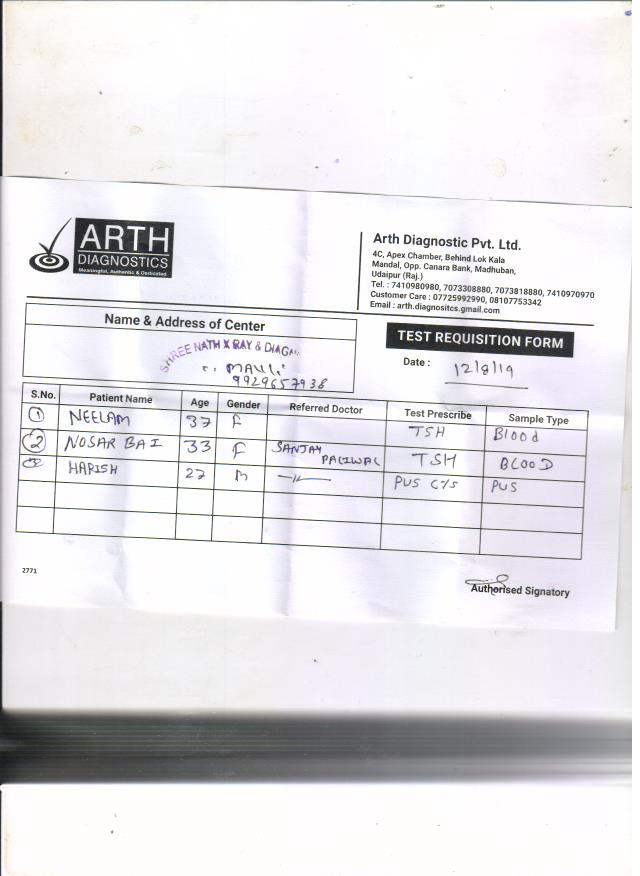 ARTH
DIAGNOSTICS
Meaningful, Authentic & Dedicated
Arth Diagnostic Pvt. Ltd.
4C, Apex Chamber, Behind Lok Kala
Mandal, Opp. Canara Bank, Madhuban,
Udaipur (Raj.)
Tel. : 7410980980, 7073308880, 7073818880, 7410970970
Customer Care : 07725992990, 08107753342
Email : arth.diagnositcs.gmail.com
Name & Address of Center
SHREE NATH X RAY & DIAGN
MAVLI
9929657938
TEST REQUISITION FORM
Date : 12/8/19
S.No. Patient Name Age Gender Referred Doctor Test Prescribe Sample Type
1 NEELAM 37 F TSH Blood
2 NOSAR BAI 33 F SANJAY PALIWAL TSH BLOOD
HARISH 27 M —11— PUS C/S PUS
2771
Authorised Signatory